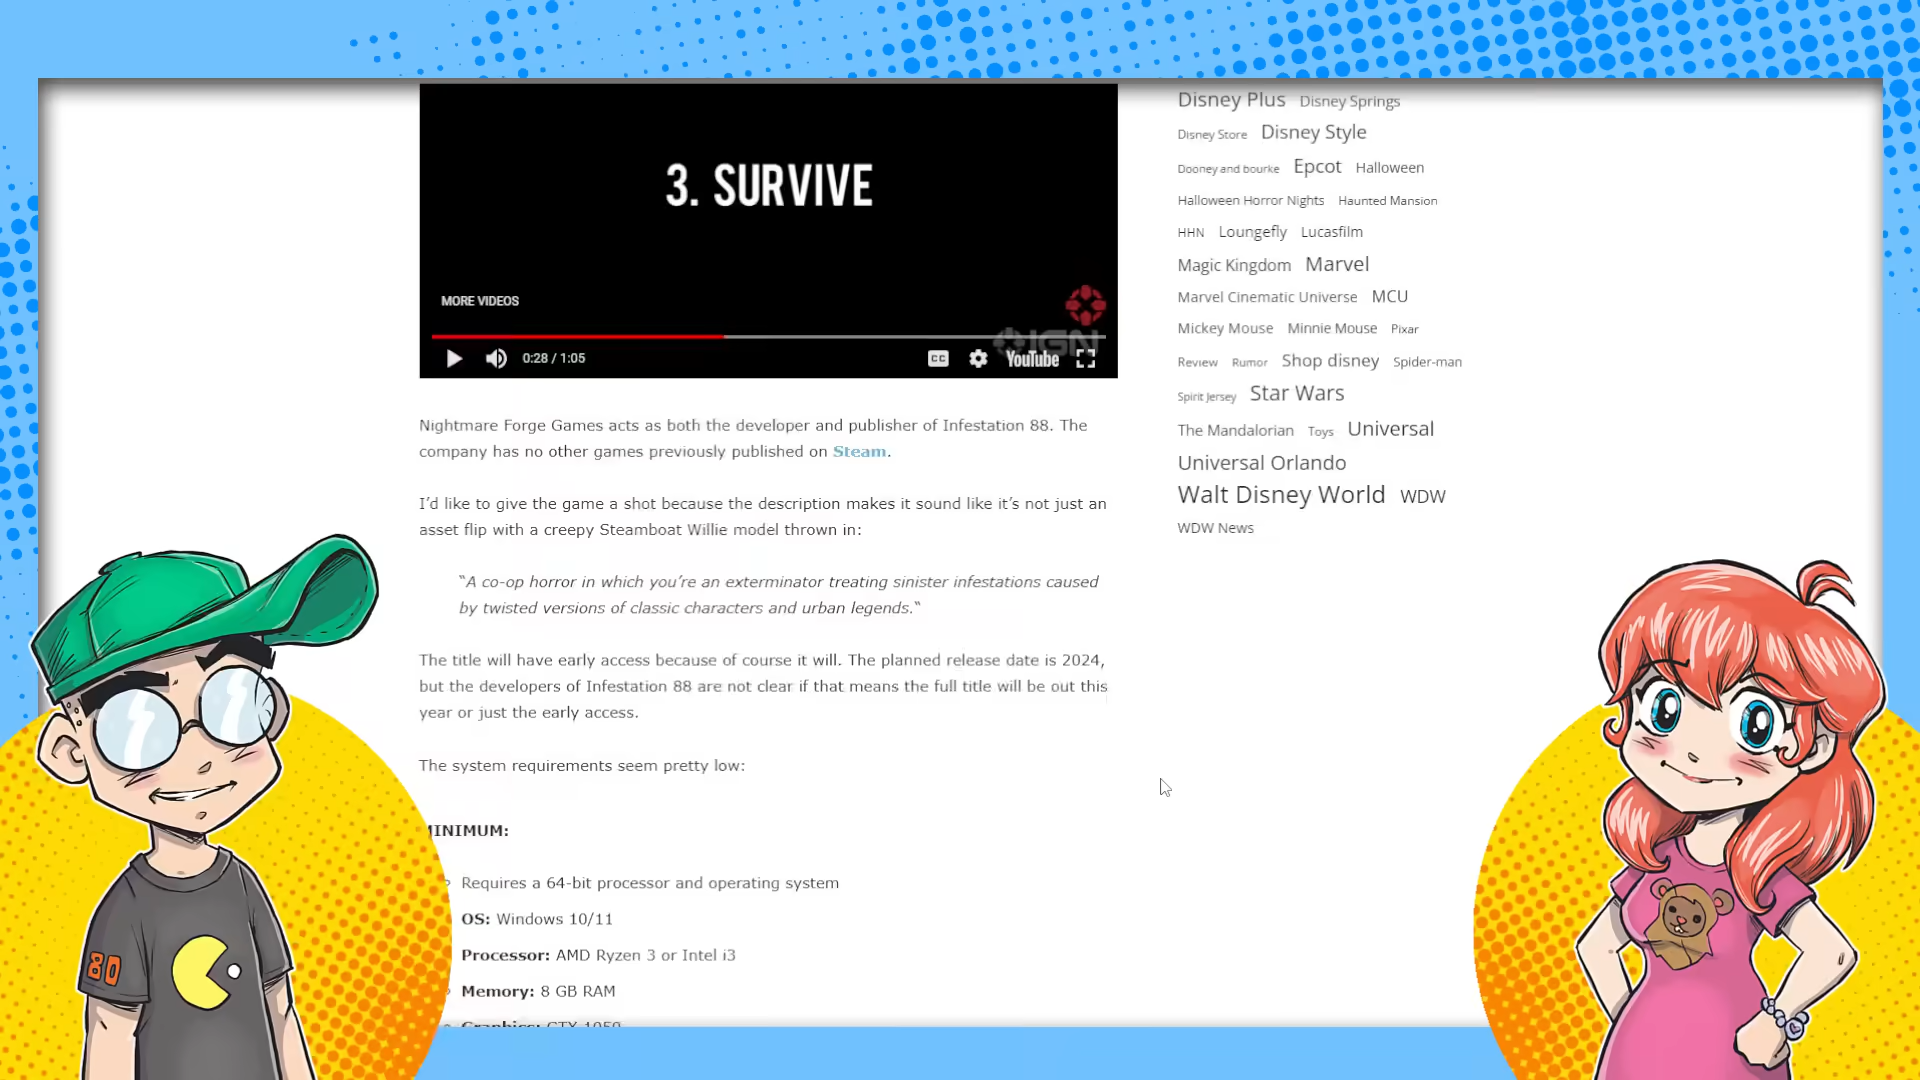 3. SURVIVE
MORE VIDEOS
IGN
0:28 / 1:05
CC
YouTube
Nightmare Forge Games acts as both the developer and publisher of Infestation 88. The
company has no other games previously published on Steam.
I’d like to give the game a shot because the description makes it sound like it’s not just an
asset flip with a creepy Steamboat Willie model thrown in:
“A co-op horror in which you’re an exterminator treating sinister infestations caused
by twisted versions of classic characters and urban legends.“
The title will have early access because of course it will. The planned release date is 2024,
but the developers of Infestation 88 are not clear if that means the full title will be out this
year or just the early access.
The system requirements seem pretty low:
MINIMUM:
Requires a 64-bit processor and operating system
OS: Windows 10/11
Processor: AMD Ryzen 3 or Intel i3
Memory: 8 GB RAM
Graphics: GTX 1050
Disney Plus Disney Springs
Disney Store Disney Style
Dooney and bourke Epcot Halloween
Halloween Horror Nights Haunted Mansion
HHN Loungefly Lucasfilm
Magic Kingdom Marvel
Marvel Cinematic Universe MCU
Mickey Mouse Minnie Mouse Pixar
Review Rumor Shop disney Spider-man
Spirit Jersey Star Wars
The Mandalorian Toys Universal
Universal Orlando
Walt Disney World WDW
WDW News
80